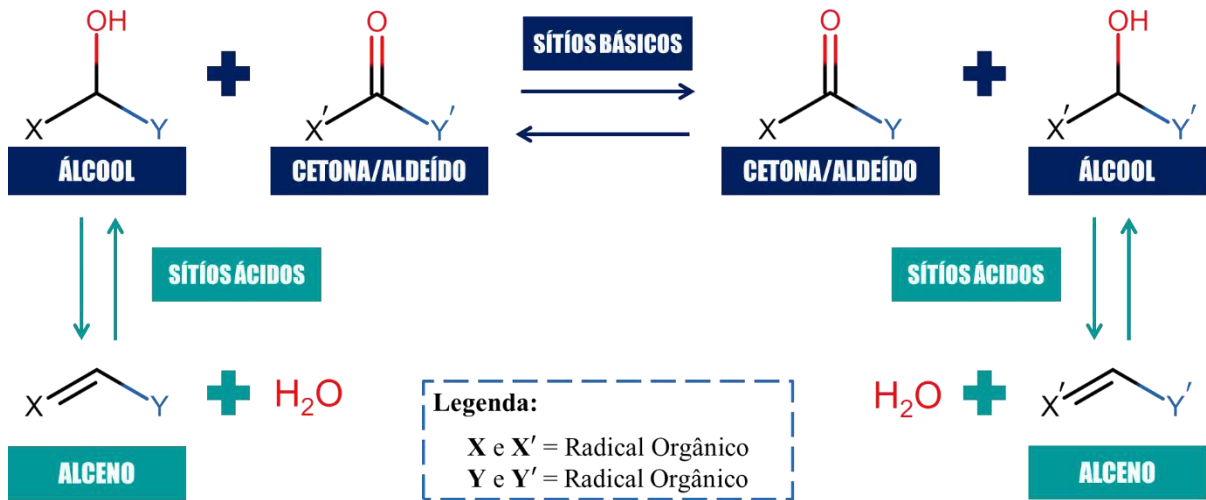 OH
O
SÍTÍOS BÁSICOS
O
OH
X
Y
X′
Y′
X
Y
X′
Y′
ÁLCOOL
CETONA/ALDEÍDO
CETONA/ALDEÍDO
ÁLCOOL
SÍTÍOS ÁCIDOS
SÍTÍOS ÁCIDOS
X
Y
H₂O
H₂O
X′
Y′
Legenda:
X e X′ = Radical Orgânico
Y e Y′ = Radical Orgânico
ALCENO
ALCENO